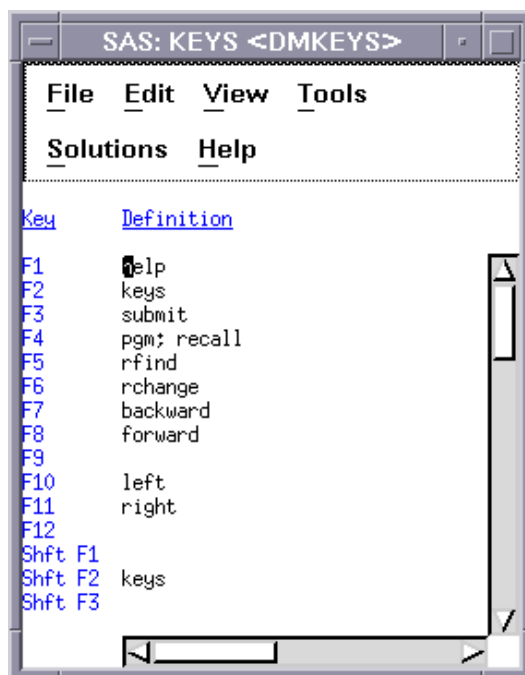 SAS: KEYS <DMKEYS>
File Edit View Tools
Solutions Help
Key Definition
F1 help
F2 keys
F3 submit
F4 pgm; recall
F5 rfind
F6 rchange
F7 backward
F8 forward
F9
F10 left
F11 right
F12
Shft F1
Shft F2 keys
Shft F3